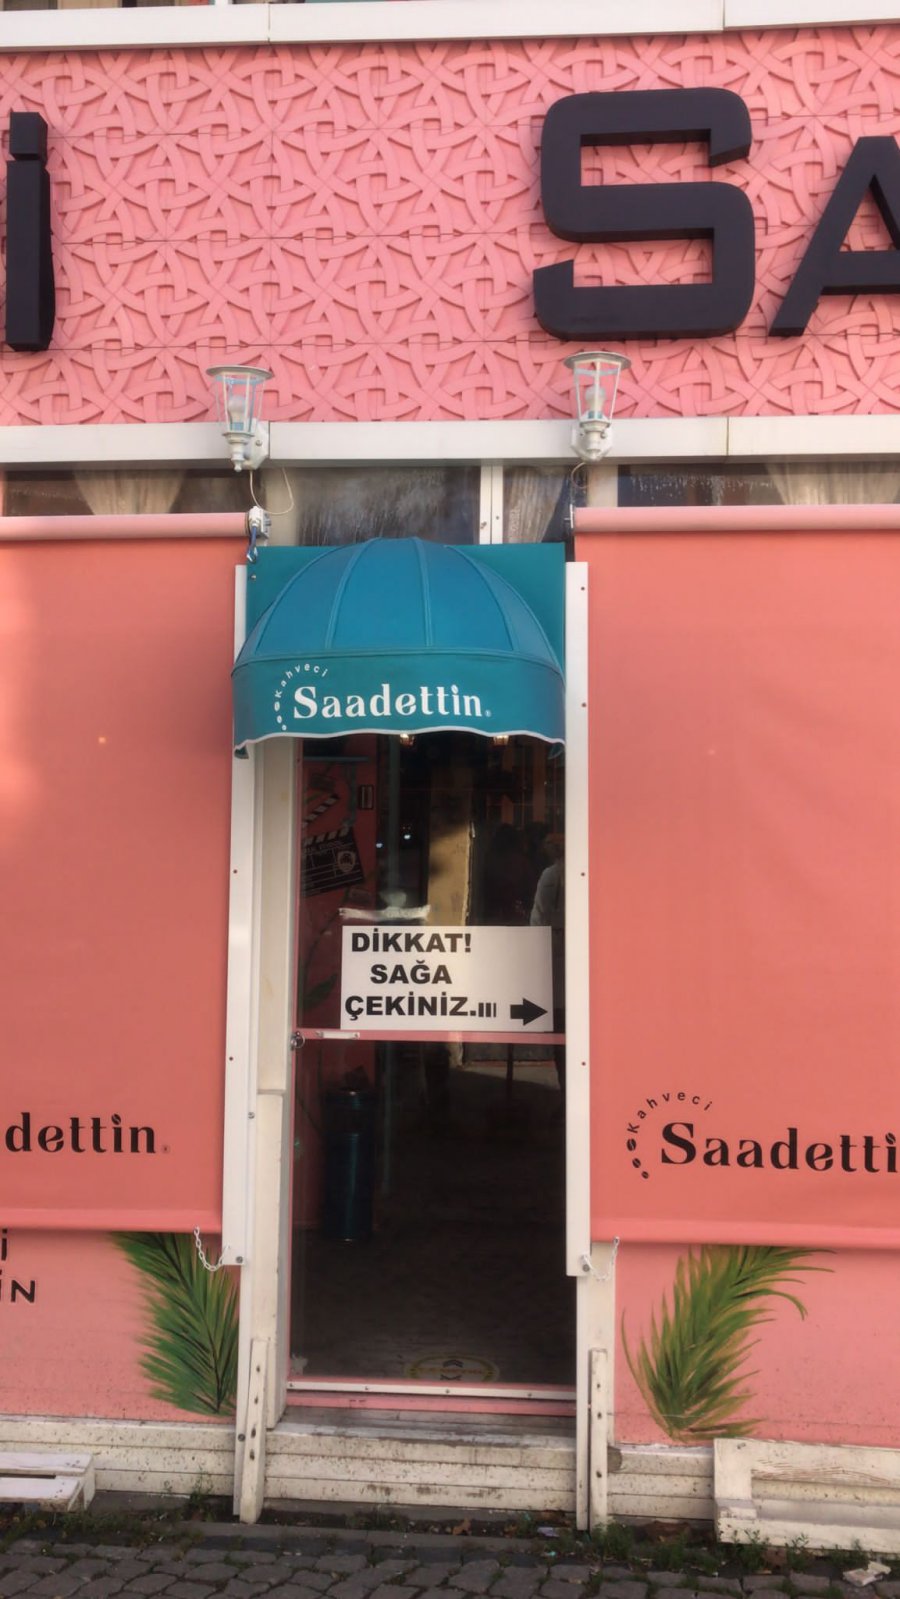 İ SA
Kahveci
Saadettin
DİKKAT!
SAĞA
ÇEKİNİZ.
dettin
Kahveci
Saadetti
İ
İN